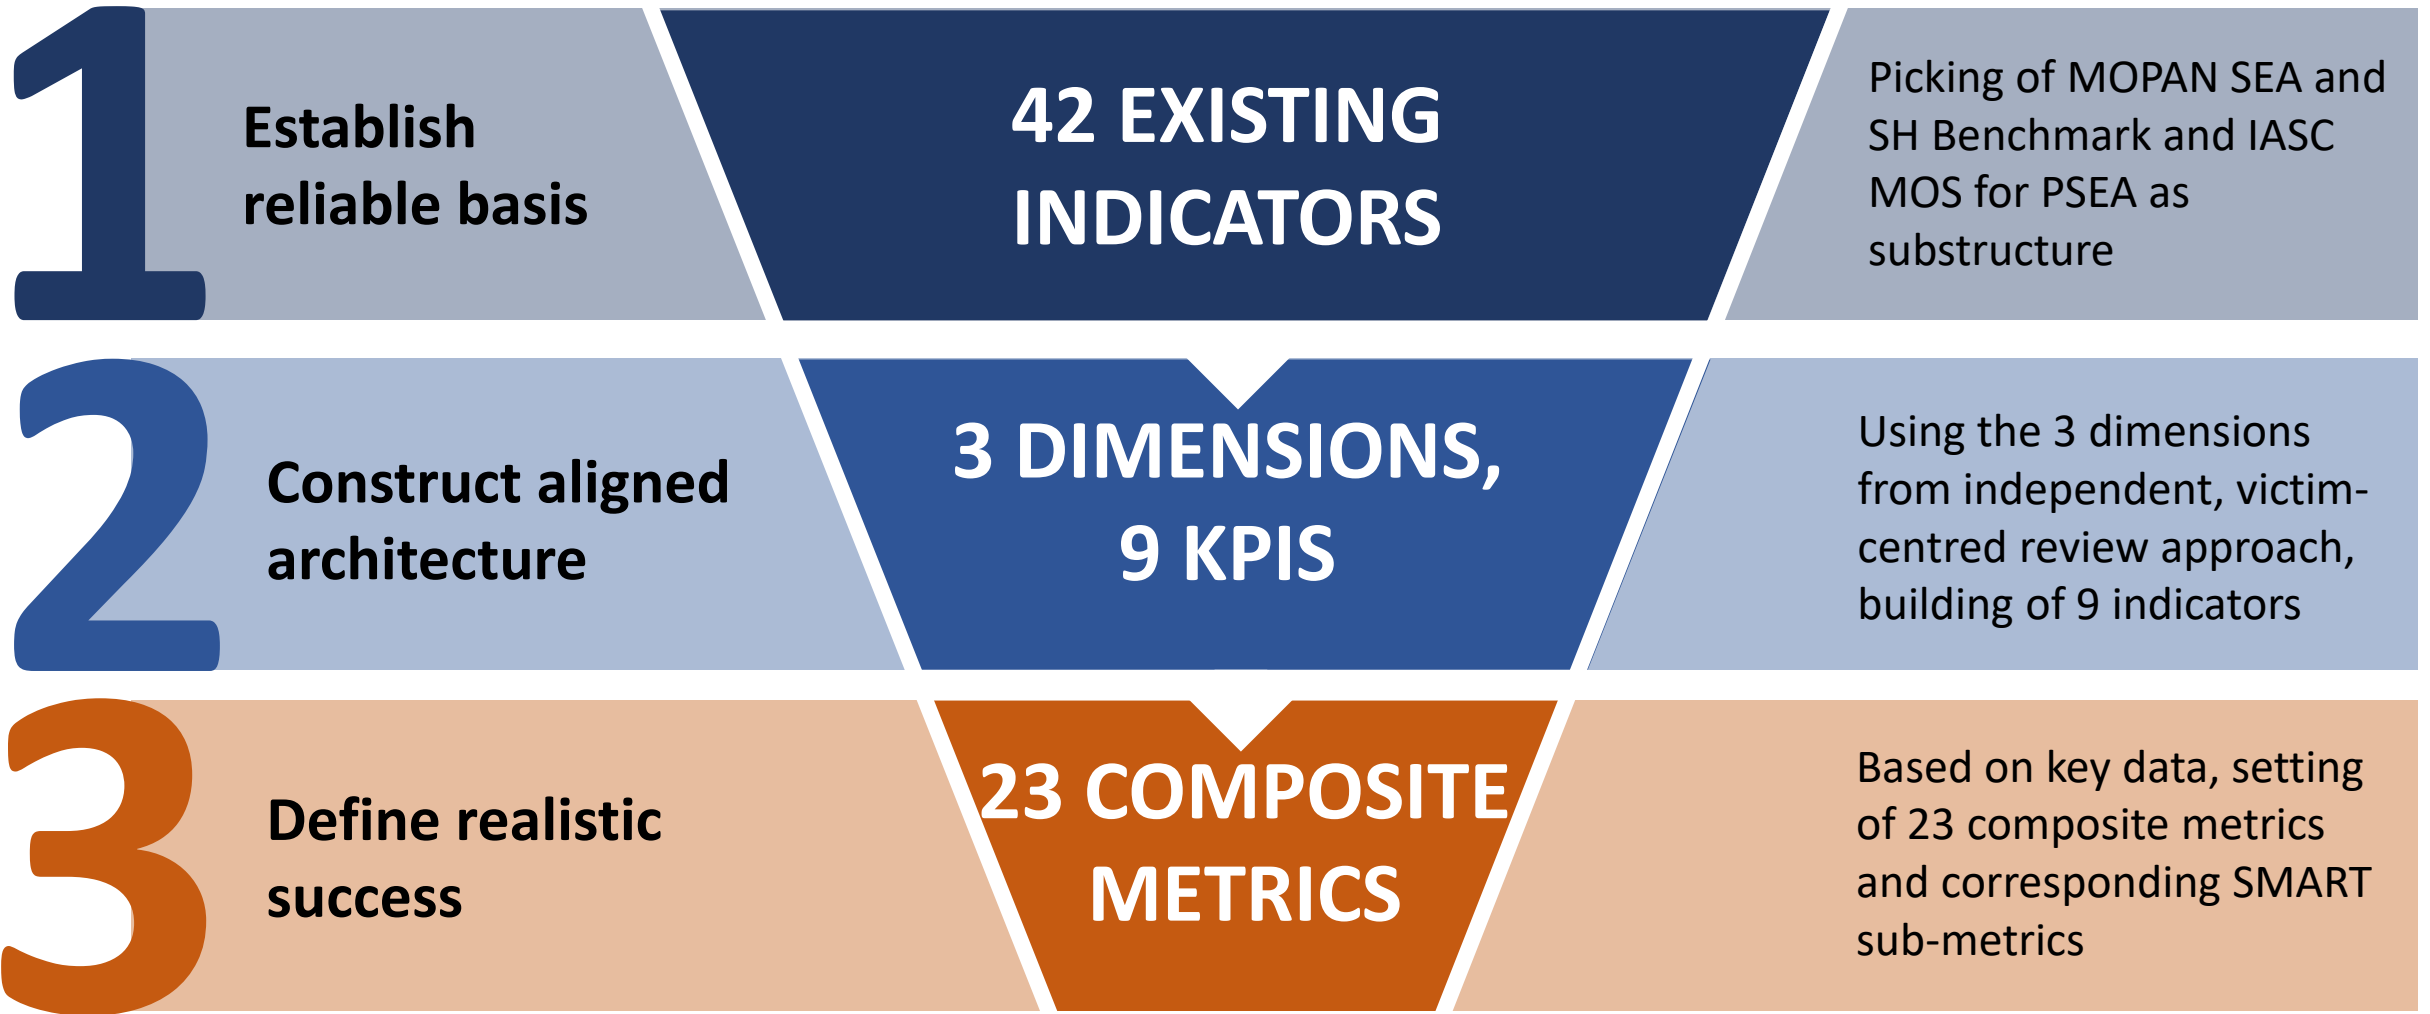 1
Establish
reliable basis
42 EXISTING
INDICATORS
Picking of MOPAN SEA and
SH Benchmark and IASC
MOS for PSEA as
substructure
2
Construct aligned
architecture
3 DIMENSIONS,
9 KPIS
Using the 3 dimensions
from independent, victim-
centred review approach,
building of 9 indicators
3
Define realistic
success
23 COMPOSITE
METRICS
Based on key data, setting
of 23 composite metrics
and corresponding SMART
sub-metrics